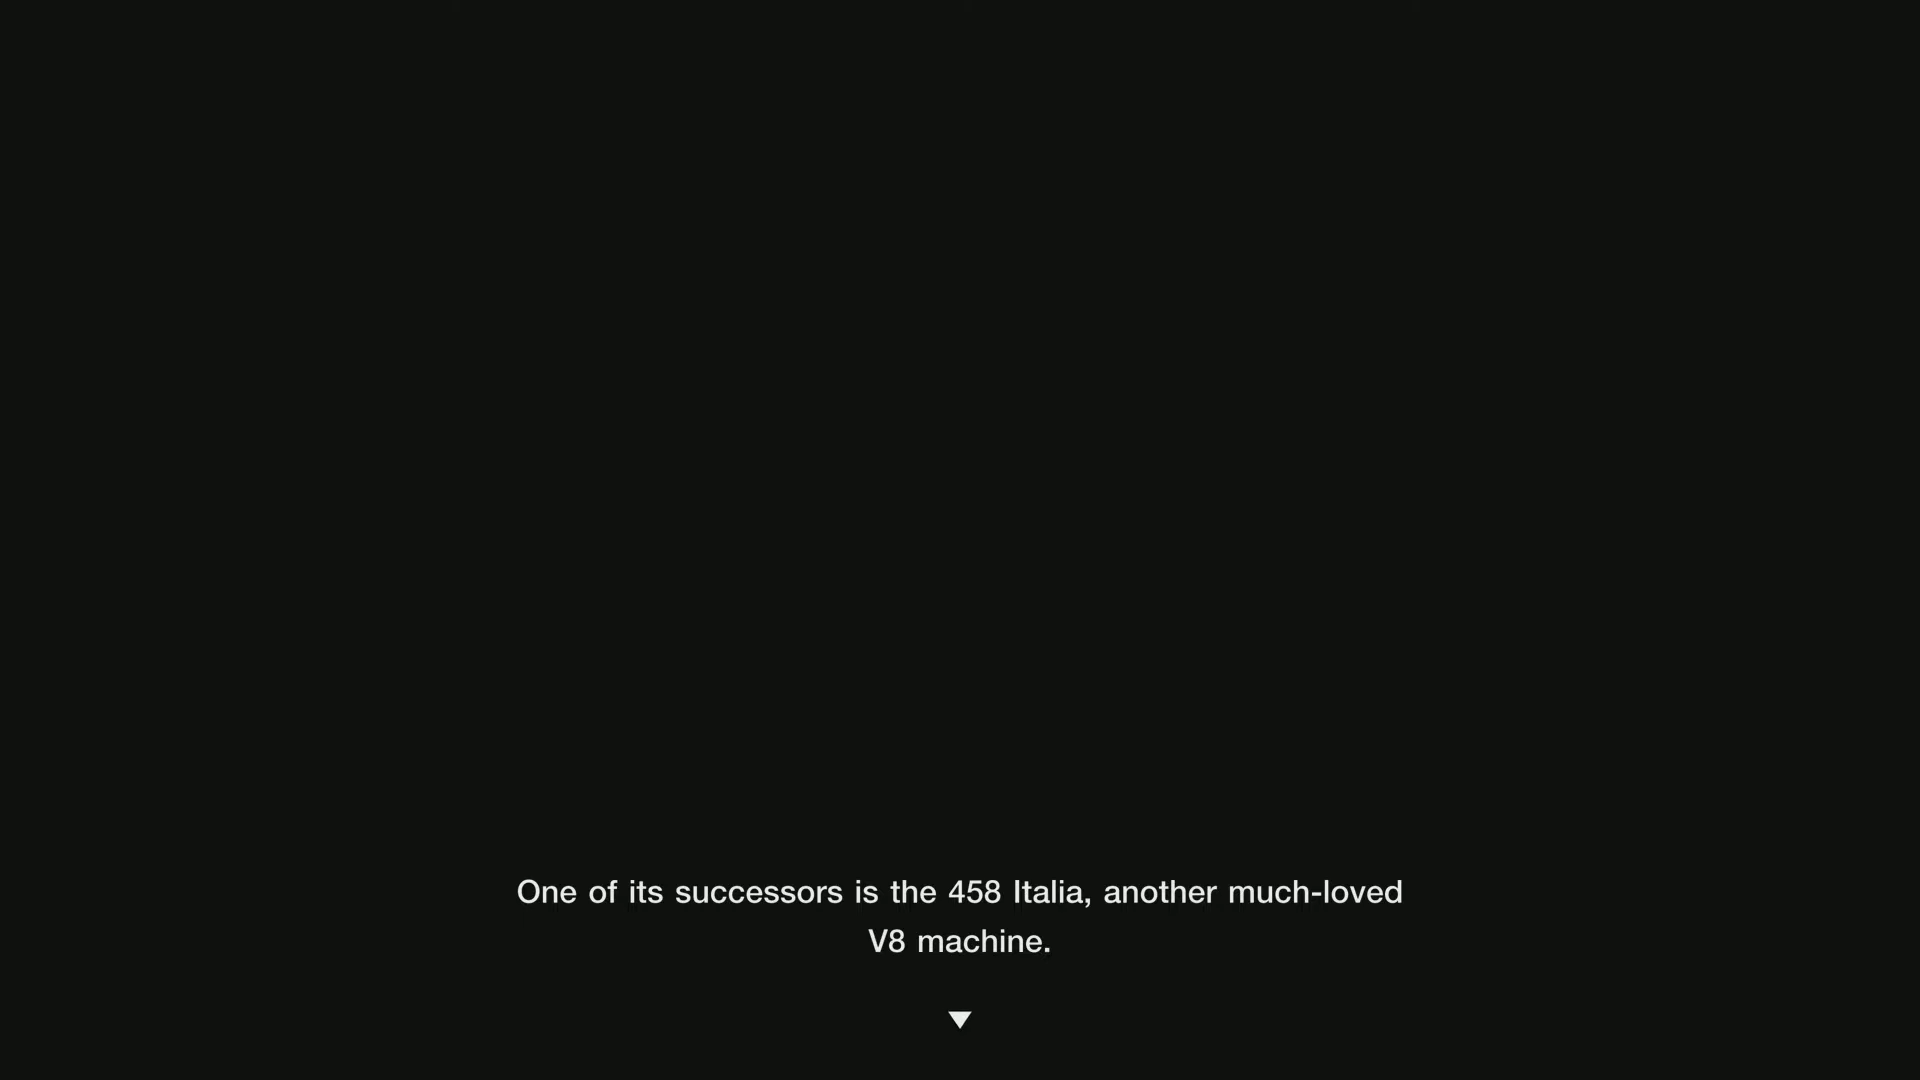 One of its successors is the 458 Italia, another much-loved
V8 machine.